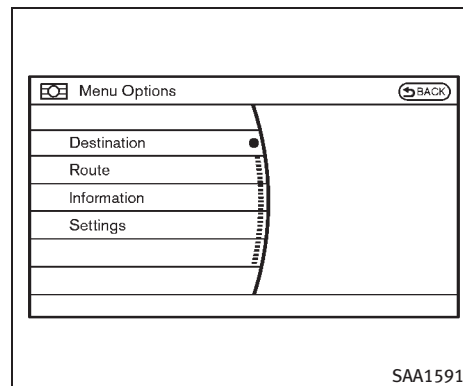 Menu Options
BACK
Destination
Route
Information
Settings
SAA1591